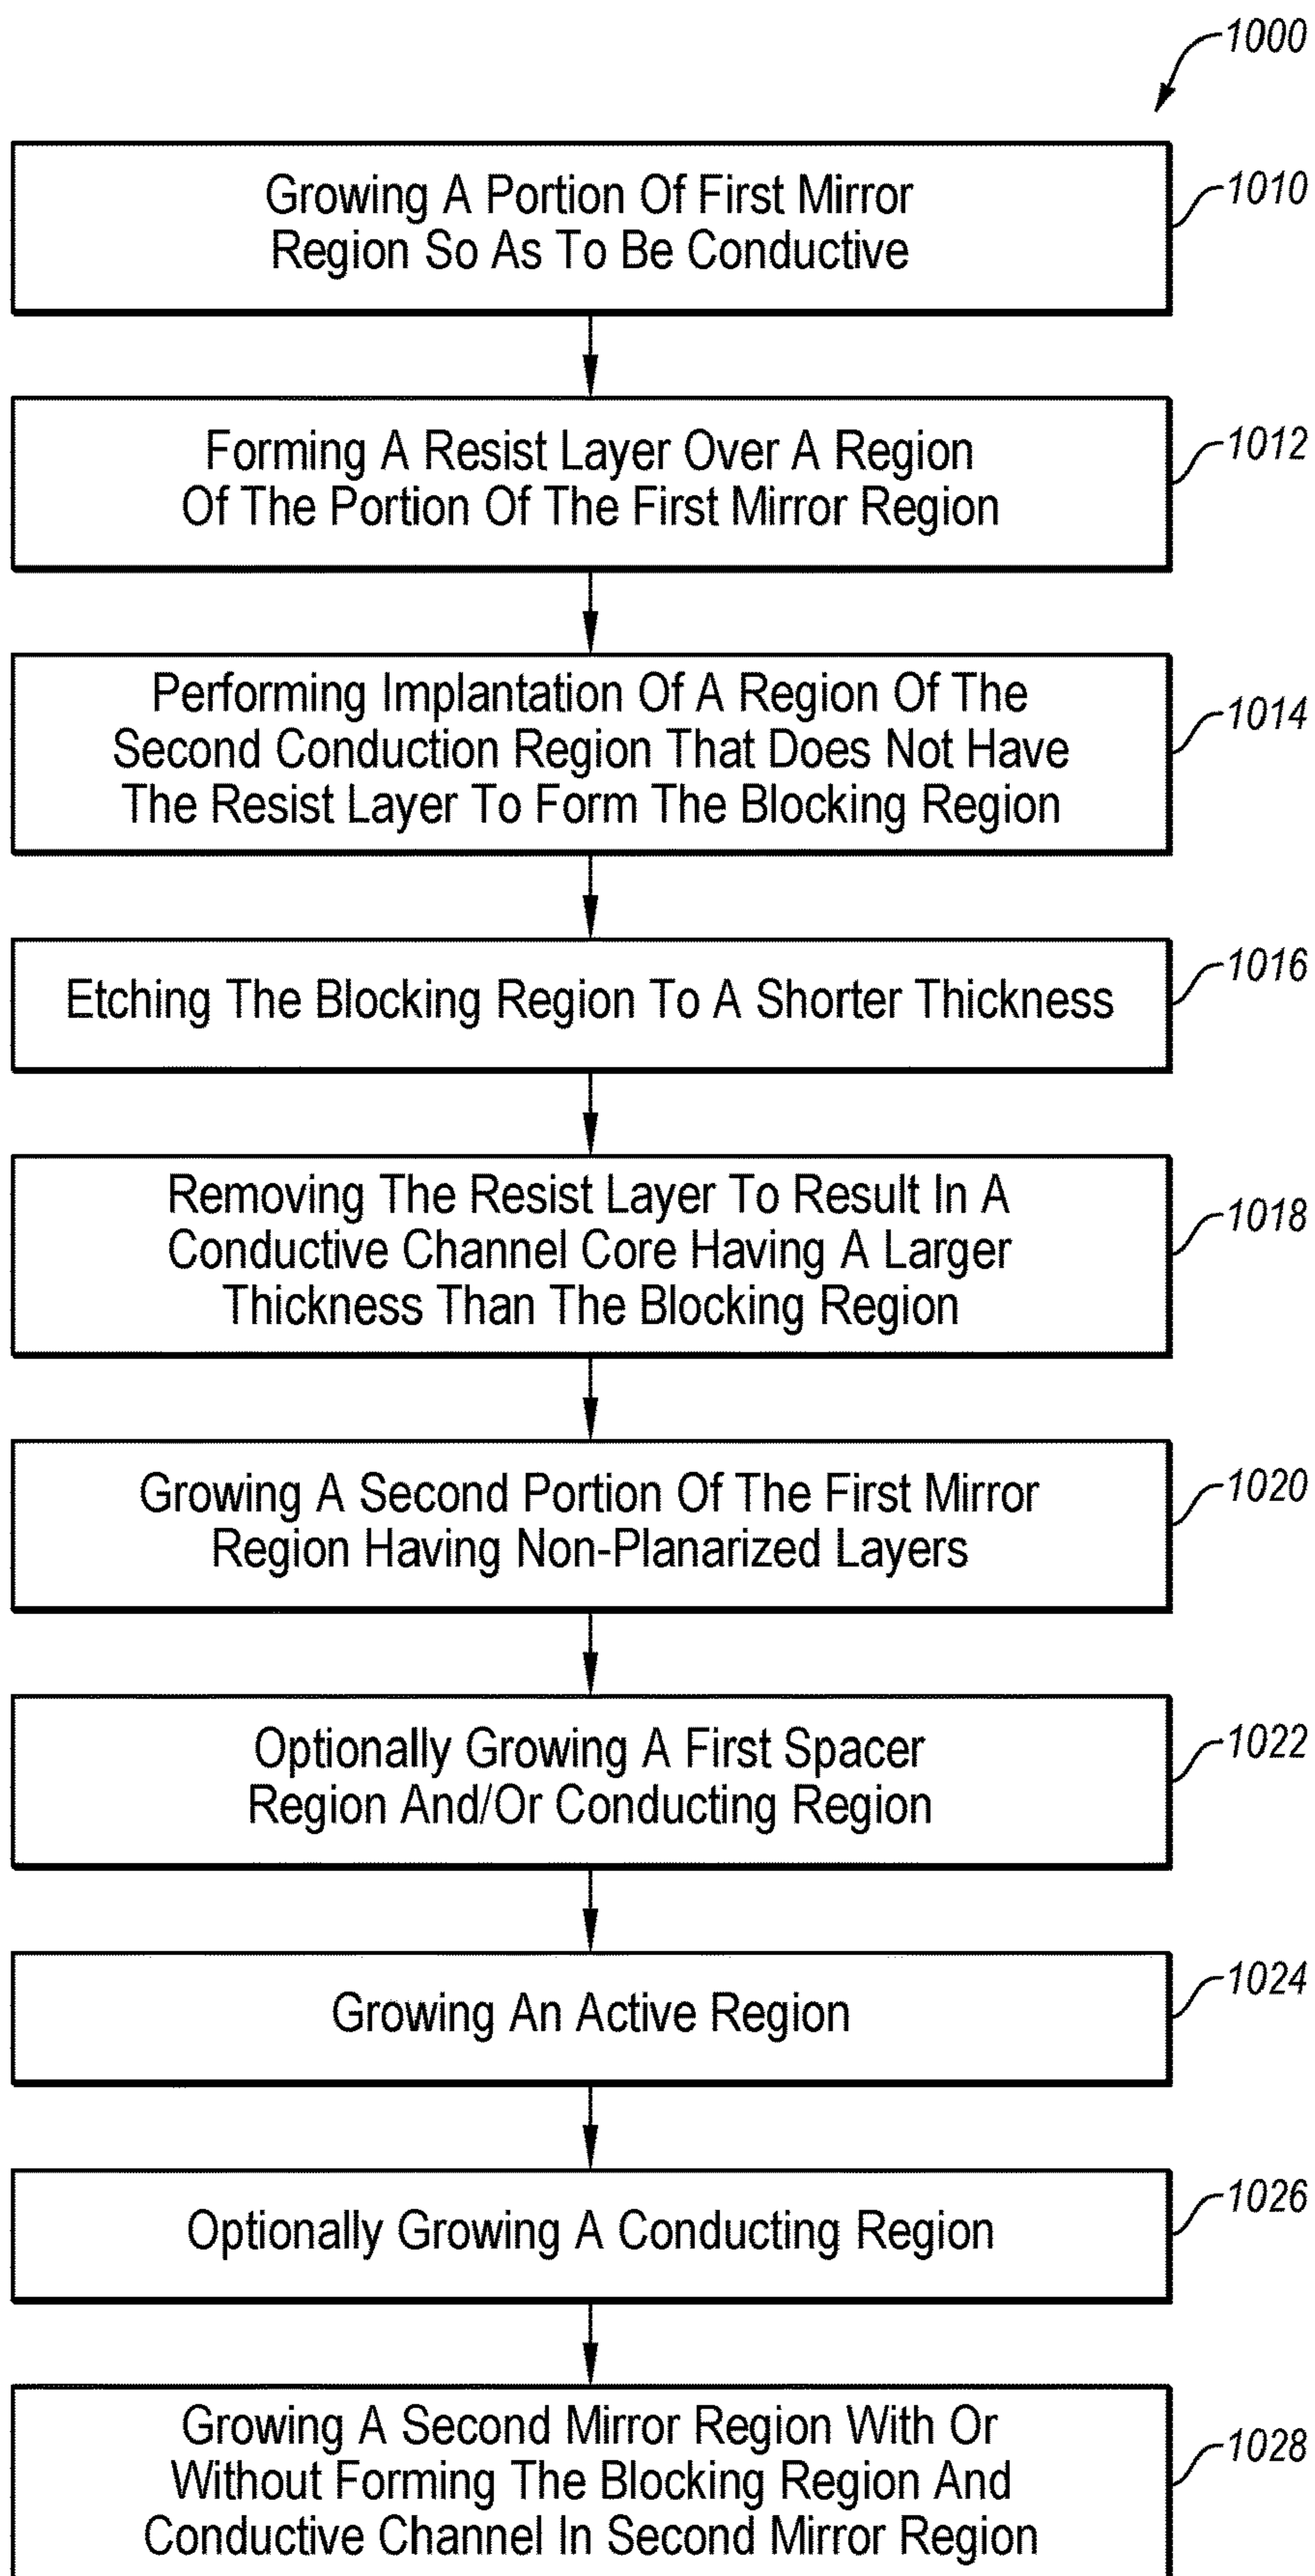 1000
Growing A Portion Of First Mirror
Region So As To Be Conductive
1010
Forming A Resist Layer Over A Region
Of The Portion Of The First Mirror Region
1012
Performing Implantation Of A Region Of The
Second Conduction Region That Does Not Have
The Resist Layer To Form The Blocking Region
1014
Etching The Blocking Region To A Shorter Thickness
1016
Removing The Resist Layer To Result In A
Conductive Channel Core Having A Larger
Thickness Than The Blocking Region
1018
Growing A Second Portion Of The First Mirror
Region Having Non-Planarized Layers
1020
Optionally Growing A First Spacer
Region And/Or Conducting Region
1022
Growing An Active Region
1024
Optionally Growing A Conducting Region
1026
Growing A Second Mirror Region With Or
Without Forming The Blocking Region And
Conductive Channel In Second Mirror Region
1028